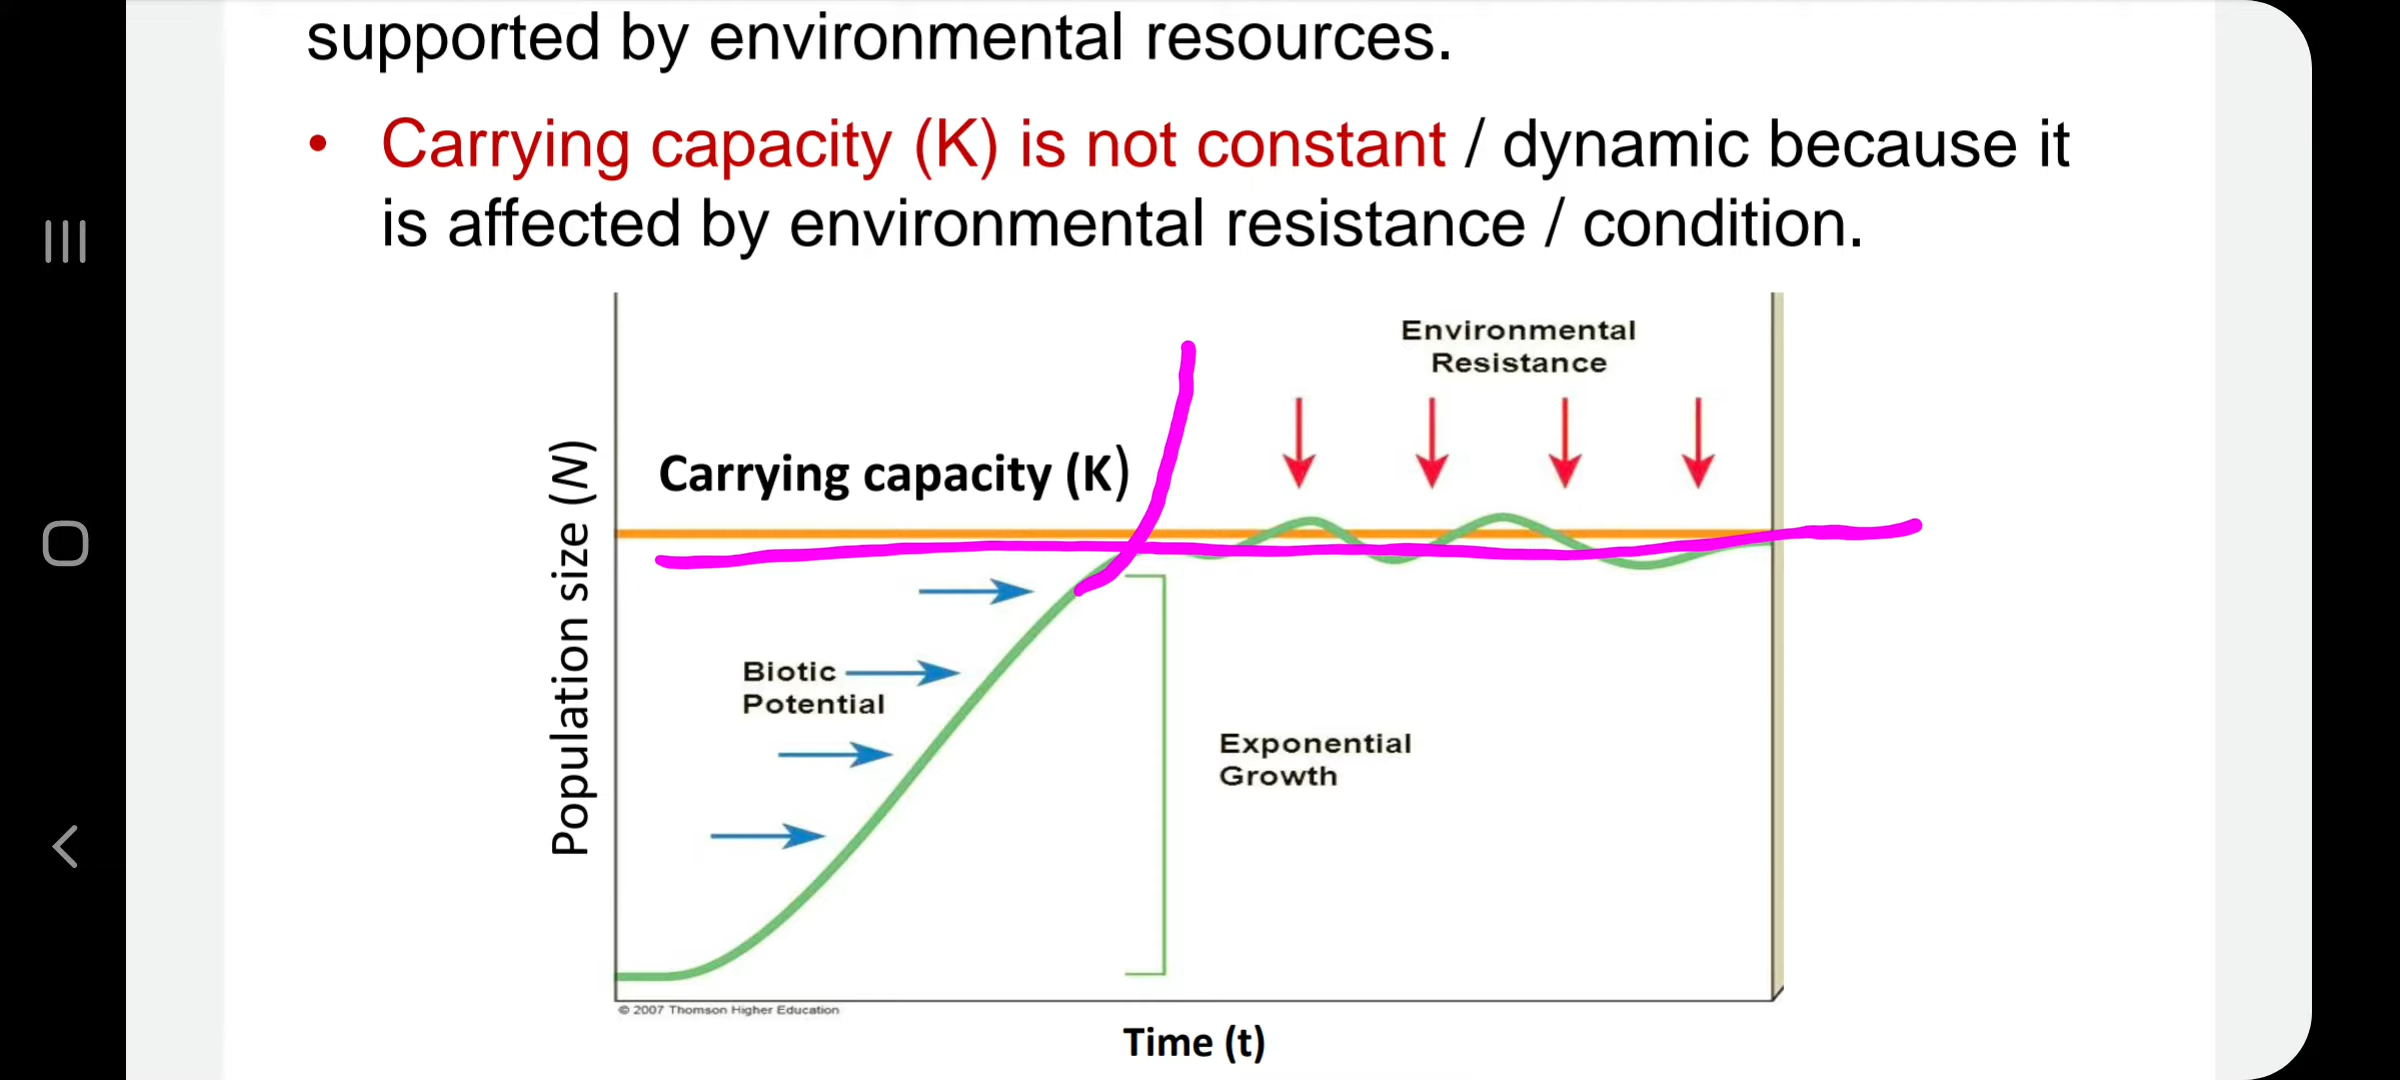 supported by environmental resources.
• Carrying capacity (K) is not constant / dynamic because it
is affected by environmental resistance / condition.
Environmental
Resistance
Carrying capacity (K)
Population size (N)
Biotic
Potential
Exponential
Growth
© 2007 Thomson Higher Education
Time (t)